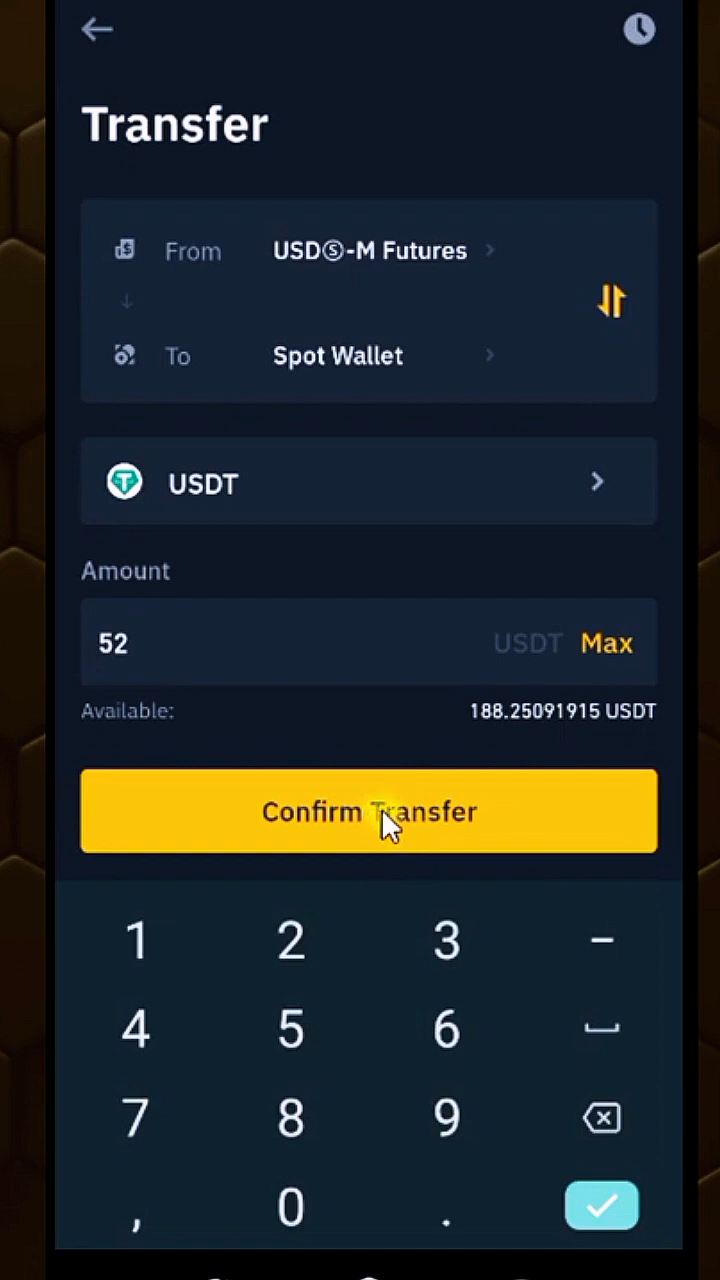 Transfer
From USDⓈ-M Futures
To Spot Wallet
USDT
Amount
52 USDT Max
Available: 188.25091915 USDT
Confirm Transfer
1 2 3 -
4 5 6
7 8 9
, 0 .